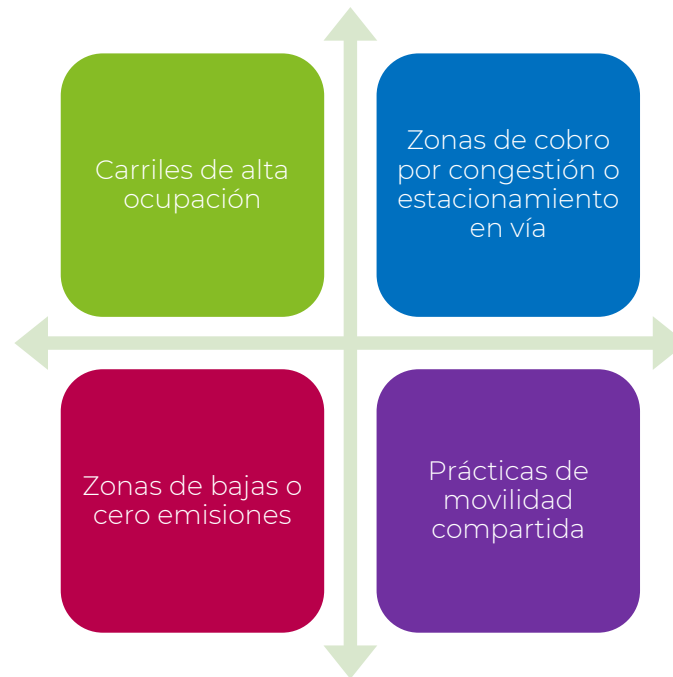 Carriles de alta
ocupación
Zonas de cobro
por congestión o
estacionamiento
en vía
Zonas de bajas o
cero emisiones
Prácticas de
movilidad
compartida